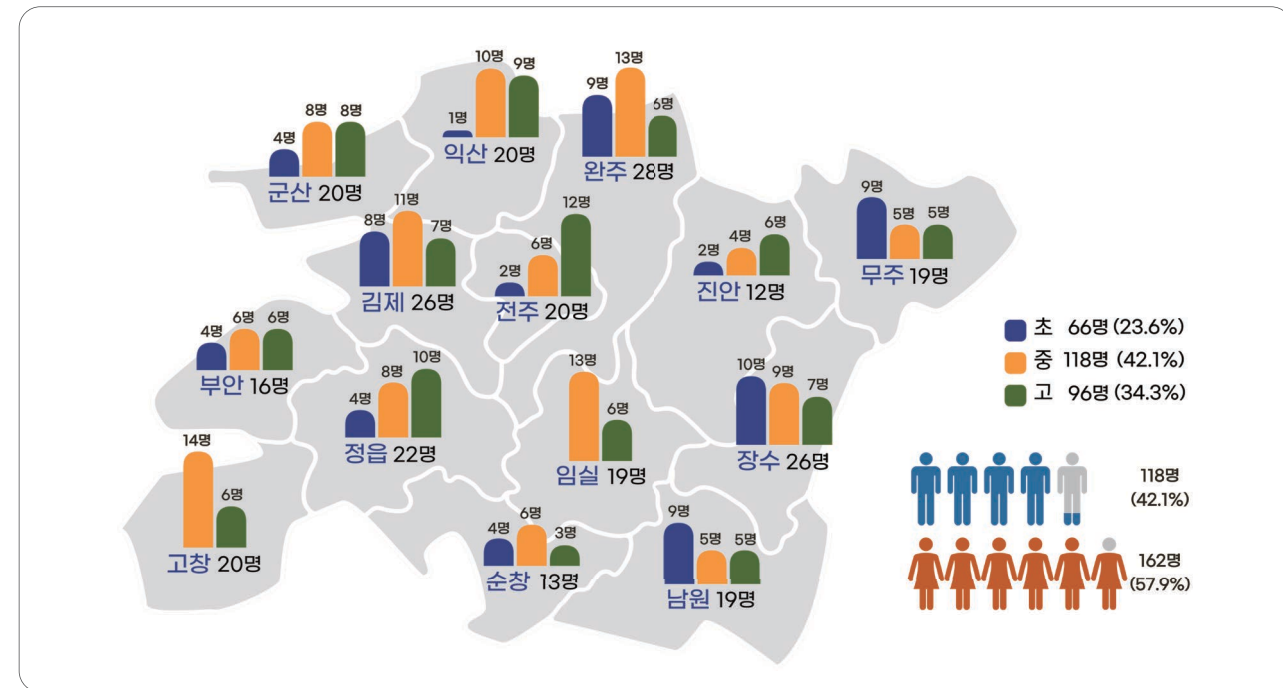 10명
9명
1명
익산 20명
9명
13명
6명
완주 28명
4명
8명
8명
군산 20명
8명
11명
7명
김제 26명
2명
6명
12명
전주 20명
2명
4명
6명
진안 12명
9명
5명
5명
무주 19명
4명
6명
6명
부안 16명
4명
8명
10명
정읍 22명
13명
6명
임실 19명
10명
9명
7명
장수 26명
14명
6명
고창 20명
4명
6명
3명
순창 13명
9명
5명
5명
남원 19명
초 66명 (23.6%)
중 118명 (42.1%)
고 96명 (34.3%)
118명
(42.1%)
162명
(57.9%)